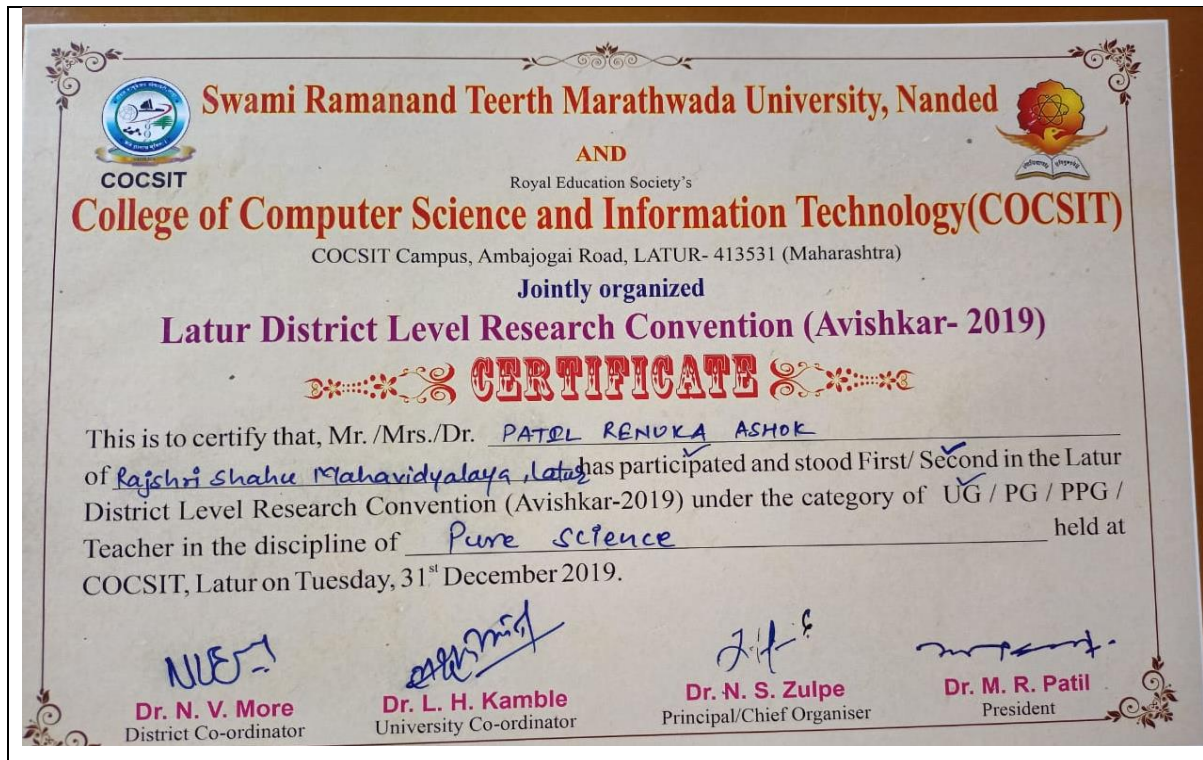 Swami Ramanand Teerth Marathwada University, Nanded
COCSIT
AND
Royal Education Society's
College of Computer Science and Information Technology(COCSIT)
COCSIT Campus, Ambajogai Road, LATUR- 413531 (Maharashtra)
Jointly organized
Latur District Level Research Convention (Avishkar- 2019)
CERTIFICATE
This is to certify that, Mr. /Mrs./Dr. PATIL RENUKA ASHOK
of Rajshri Shahu Mahavidyalaya, Latur has participated and stood First/ Second in the Latur
District Level Research Convention (Avishkar-2019) under the category of UG / PG / PPG /
Teacher in the discipline of Pure Science held at
COCSIT, Latur on Tuesday, 31st December 2019.
Dr. N. V. More
District Co-ordinator
Dr. L. H. Kamble
University Co-ordinator
Dr. N. S. Zulpe
Principal/Chief Organiser
Dr. M. R. Patil
President